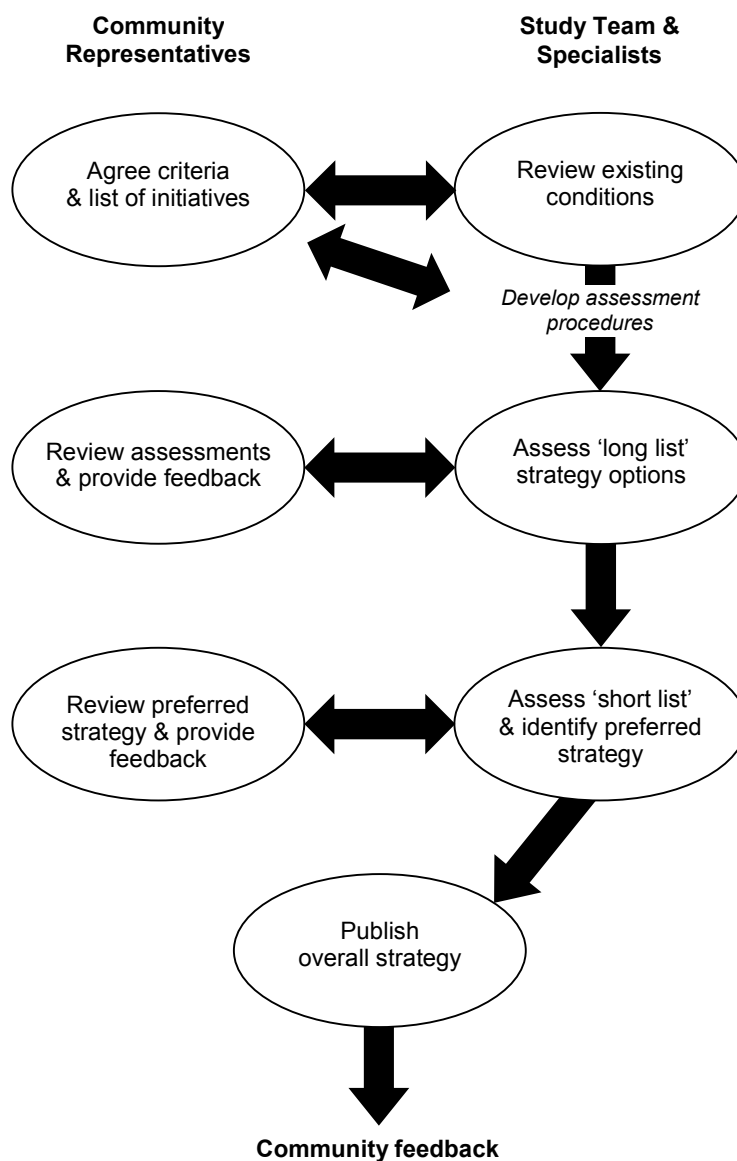 Community
Representatives
Study Team &
Specialists
Agree criteria
& list of initiatives
Review existing
conditions
Develop assessment
procedures
Review assessments
& provide feedback
Assess ‘long list’
strategy options
Review preferred
strategy & provide
feedback
Assess ‘short list’
& identify preferred
strategy
Publish
overall strategy
Community feedback